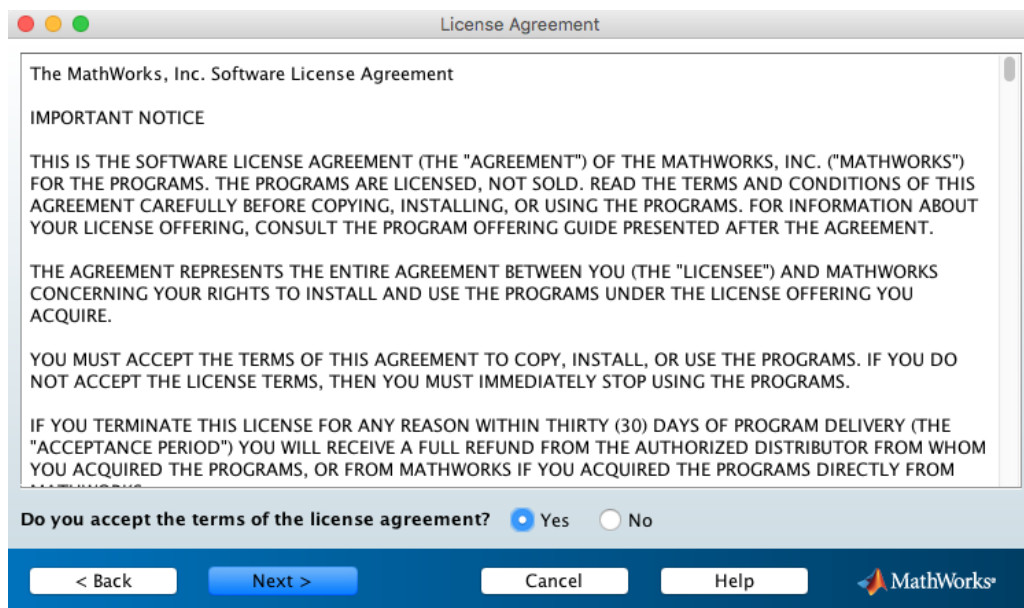 License Agreement
The MathWorks, Inc. Software License Agreement
IMPORTANT NOTICE
THIS IS THE SOFTWARE LICENSE AGREEMENT (THE "AGREEMENT") OF THE MATHWORKS, INC. ("MATHWORKS")
FOR THE PROGRAMS. THE PROGRAMS ARE LICENSED, NOT SOLD. READ THE TERMS AND CONDITIONS OF THIS
AGREEMENT CAREFULLY BEFORE COPYING, INSTALLING, OR USING THE PROGRAMS. FOR INFORMATION ABOUT
YOUR LICENSE OFFERING, CONSULT THE PROGRAM OFFERING GUIDE PRESENTED AFTER THE AGREEMENT.
THE AGREEMENT REPRESENTS THE ENTIRE AGREEMENT BETWEEN YOU (THE "LICENSEE") AND MATHWORKS
CONCERNING YOUR RIGHTS TO INSTALL AND USE THE PROGRAMS UNDER THE LICENSE OFFERING YOU
ACQUIRE.
YOU MUST ACCEPT THE TERMS OF THIS AGREEMENT TO COPY, INSTALL, OR USE THE PROGRAMS. IF YOU DO
NOT ACCEPT THE LICENSE TERMS, THEN YOU MUST IMMEDIATELY STOP USING THE PROGRAMS.
IF YOU TERMINATE THIS LICENSE FOR ANY REASON WITHIN THIRTY (30) DAYS OF PROGRAM DELIVERY (THE
"ACCEPTANCE PERIOD") YOU WILL RECEIVE A FULL REFUND FROM THE AUTHORIZED DISTRIBUTOR FROM WHOM
YOU ACQUIRED THE PROGRAMS, OR FROM MATHWORKS IF YOU ACQUIRED THE PROGRAMS DIRECTLY FROM
Do you accept the terms of the license agreement? Yes No
< Back Next > Cancel Help MathWorks®